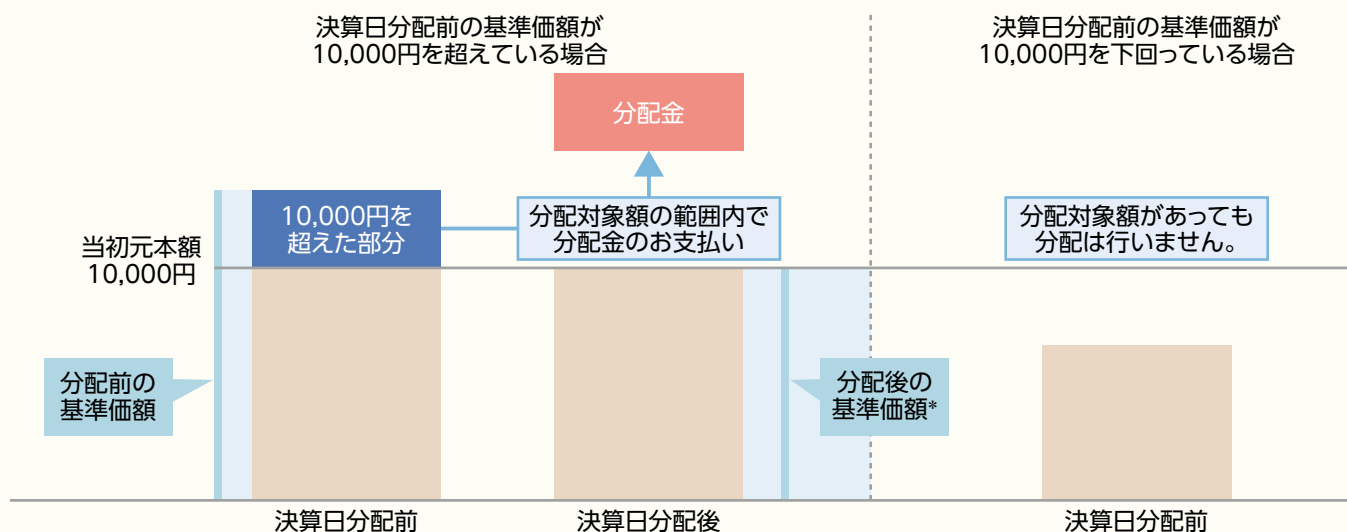 決算日分配前の基準価額が
10,000円を超えている場合
決算日分配前の基準価額が
10,000円を下回っている場合
分配金
10,000円を
超えた部分
分配対象額の範囲内で
分配金のお支払い
分配対象額があっても
分配は行いません。
当初元本額
10,000円
分配前の
基準価額
分配後の
基準価額*
決算日分配前
決算日分配後
決算日分配前